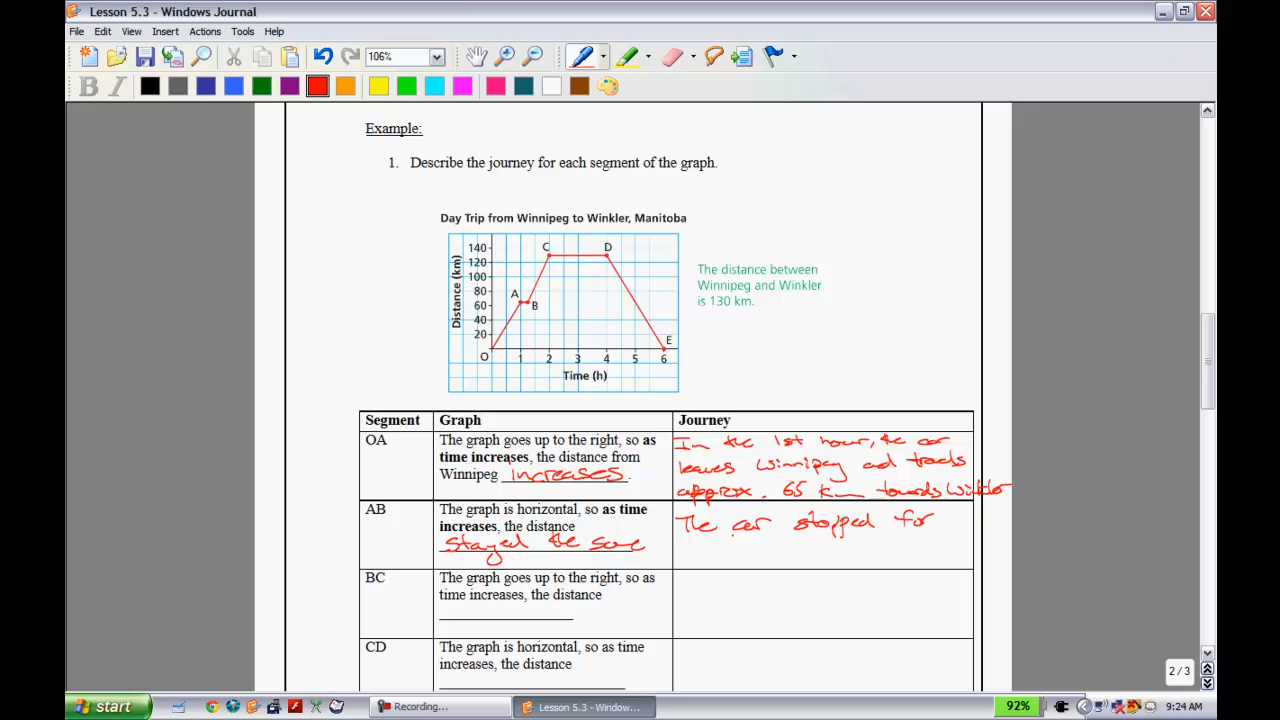 Lesson 5.3 - Windows Journal
File Edit View Insert Actions Tools Help
106%
B I
Example:
1. Describe the journey for each segment of the graph.
Day Trip from Winnipeg to Winkler, Manitoba
Distance (km)
140
120
100
80
60
40
20
O 1 2 3 4 5 6
A B C D E
Time (h)
The distance between
Winnipeg and Winkler
is 130 km.
Segment Graph Journey
OA
The graph goes up to the right, so as
time increases, the distance from
Winnipeg increases.
In the 1st hour, the car
leaves Winnipeg and travels
approx. 65 km towards Winkler
AB
The graph is horizontal, so as time
increases, the distance
stayed the same
The car stopped for
BC
The graph goes up to the right, so as
time increases, the distance
CD
The graph is horizontal, so as time
increases, the distance
2 / 3
start Recording... Lesson 5.3 - Window... 92% 9:24 AM